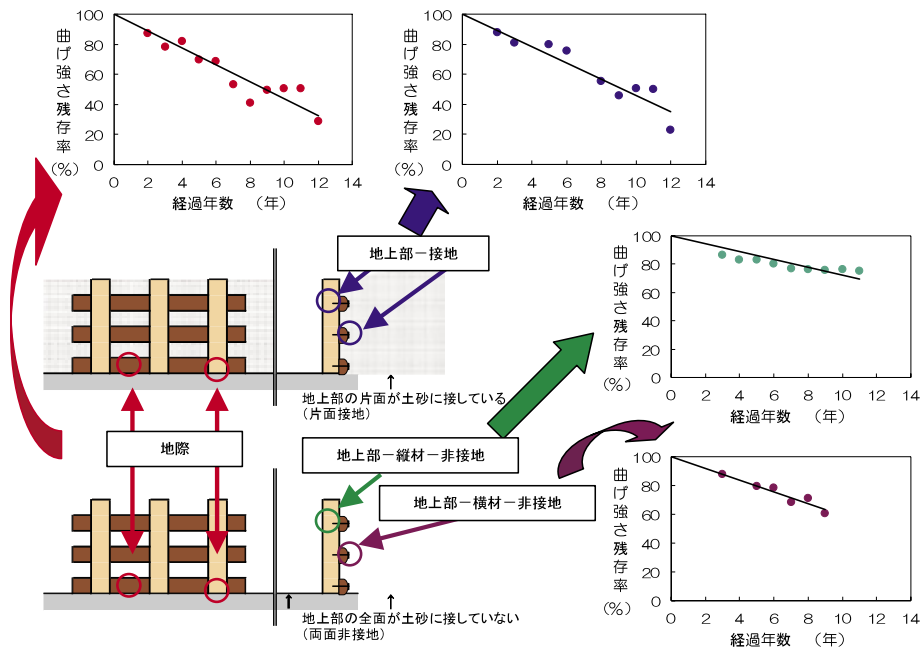 曲げ強さ残存率
(%)
100
80
60
40
20
0
0 2 4 6 8 10 12 14
経過年数 (年)
曲げ強さ残存率
(%)
100
80
60
40
20
0
0 2 4 6 8 10 12 14
経過年数 (年)
地上部－接地
地上部の片面が土砂に接している
(片面接地)
地際
地上部－縦材－非接地
地上部－横材－非接地
地上部の全面が土砂に接していない
(両面非接地)
曲げ強さ残存率
(%)
100
80
60
40
20
0
0 2 4 6 8 10 12 14
経過年数 (年)
曲げ強さ残存率
(%)
100
80
60
40
20
0
0 2 4 6 8 10 12 14
経過年数 (年)